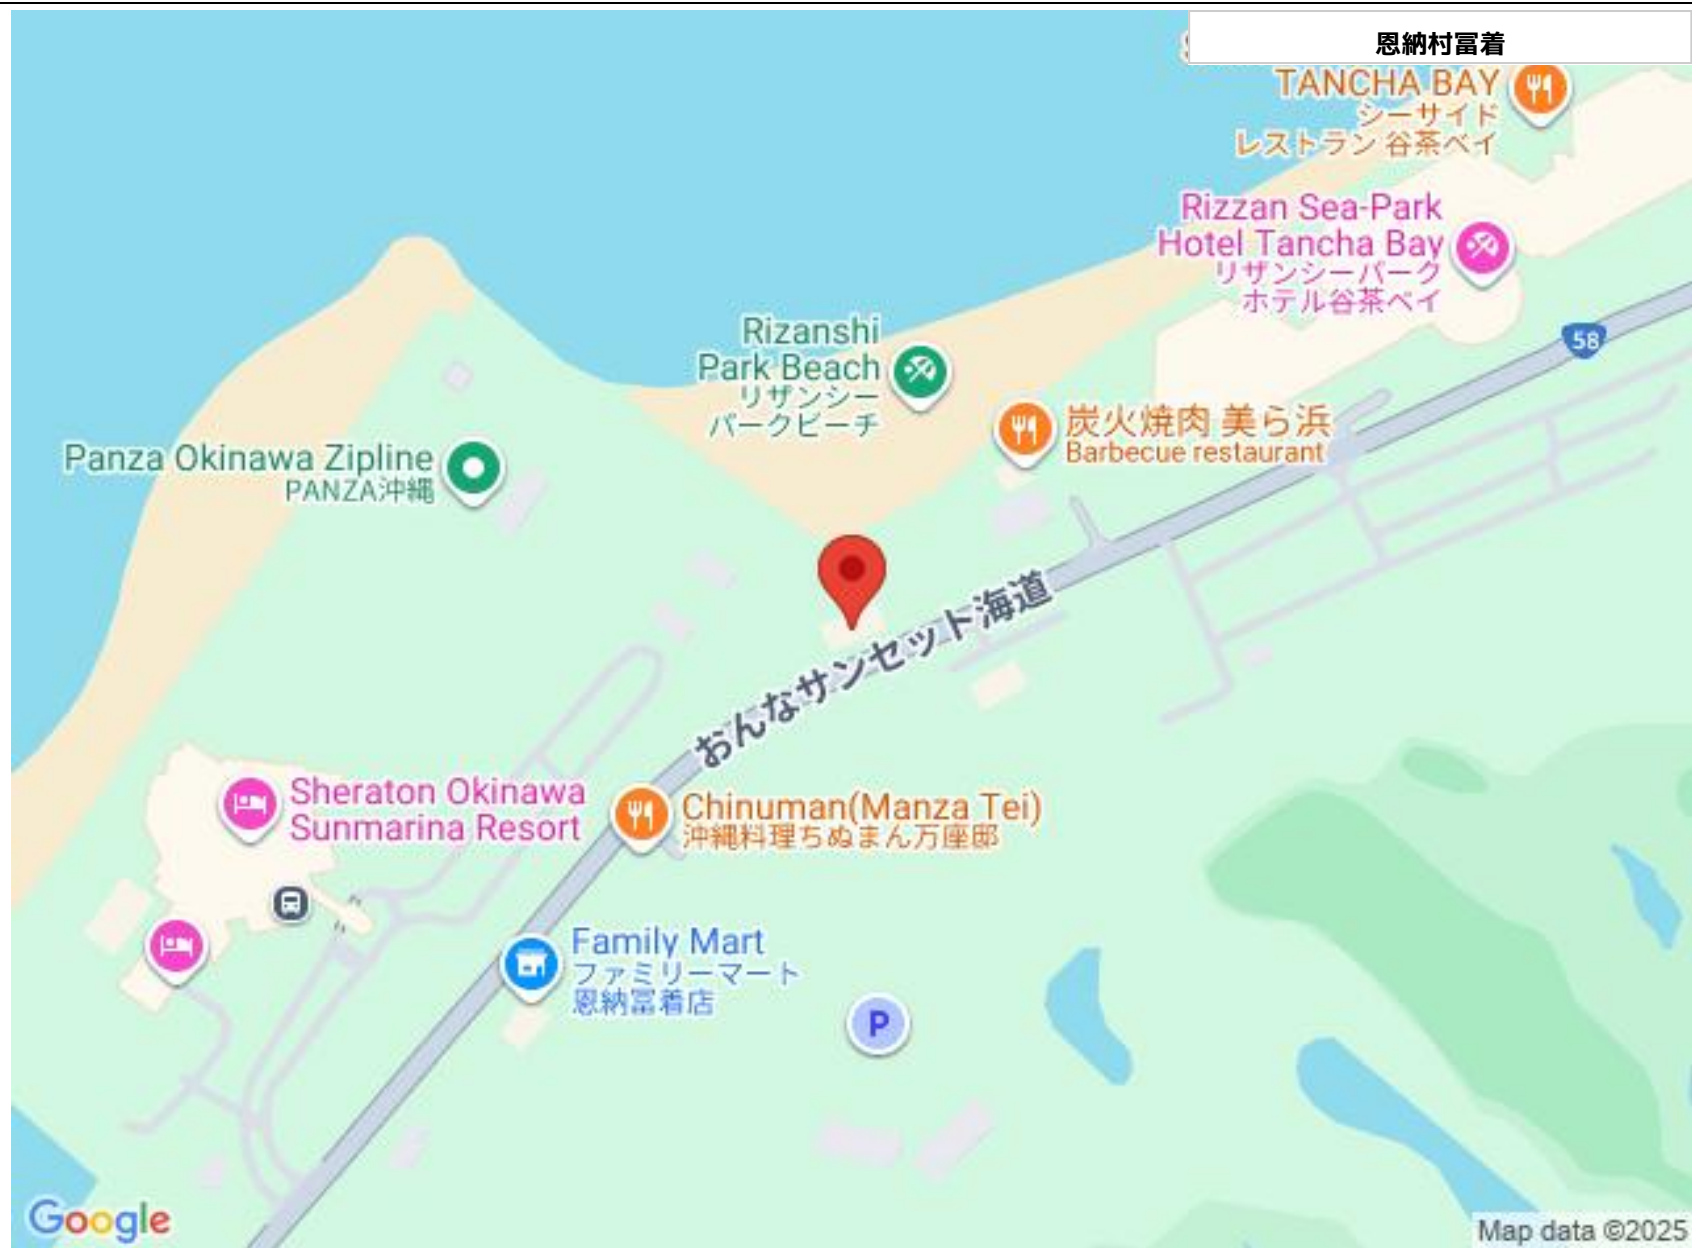 恩納村冨着
TANCHA BAY
シーサイド
レストラン 谷茶ベイ
Rizzan Sea-Park
Hotel Tancha Bay
リザンシーパーク
ホテル谷茶ベイ
58
Rizanshi
Park Beach
リザンシー
パークビーチ
炭火焼肉 美ら浜
Barbecue restaurant
Panza Okinawa Zipline
PANZA沖縄
おんなサンセット海道
Sheraton Okinawa
Sunmarina Resort
Chinuman(Manza Tei)
沖縄料理ちぬまん万座邸
Family Mart
ファミリーマート
恩納冨着店
P
Google
Map data ©2025